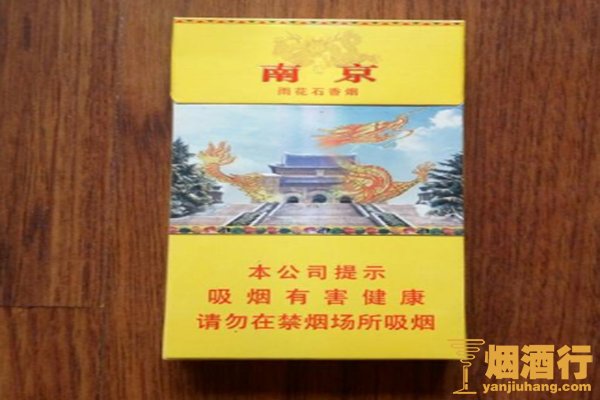 南京
雨花石香烟
本公司提示
吸烟有害健康
请勿在禁烟场所吸烟
烟酒行
yanjiuhang.com